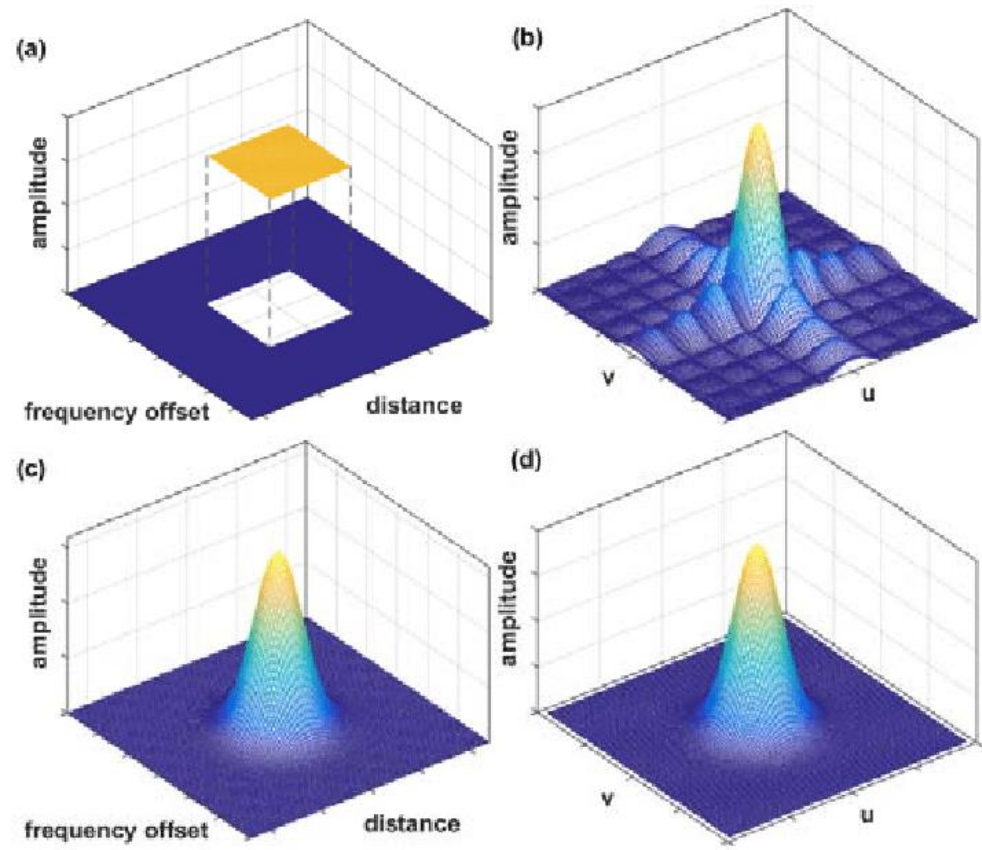 (a)
amplitude
frequency offset
distance
(b)
amplitude
v
u
(c)
amplitude
frequency offset
distance
(d)
amplitude
v
u